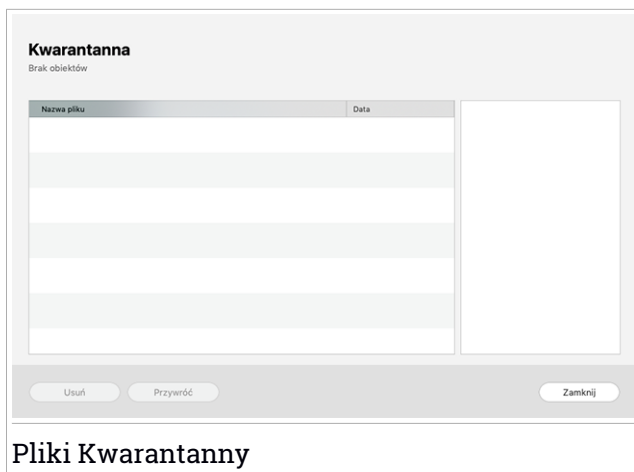 Kwarantanna
Brak obiektów
Nazwa pliku Data
Usuń Przywróć Zamknij
Pliki Kwarantanny